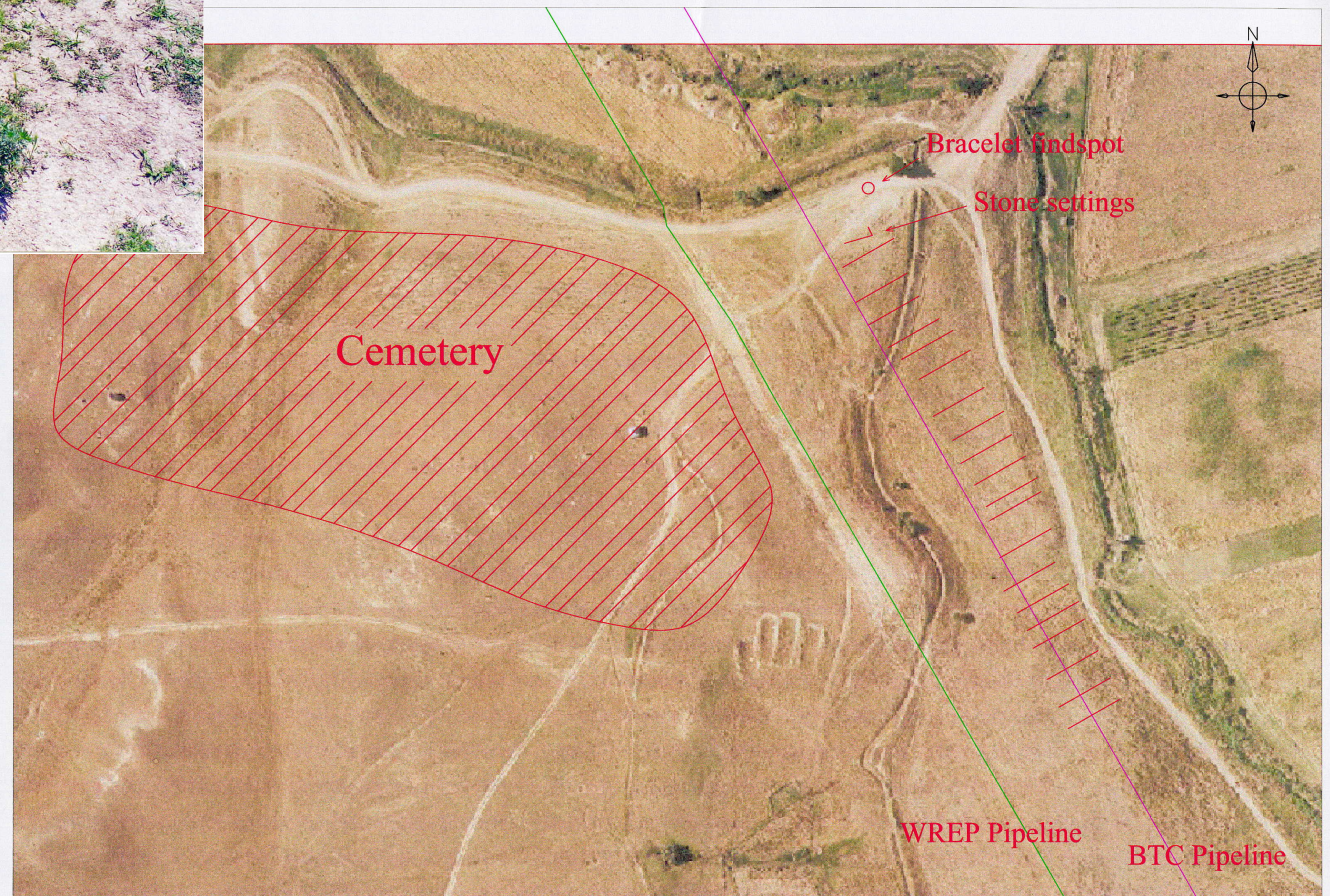 N
Bracelet findspot
Stone settings
Cemetery
WREP Pipeline
BTC Pipeline